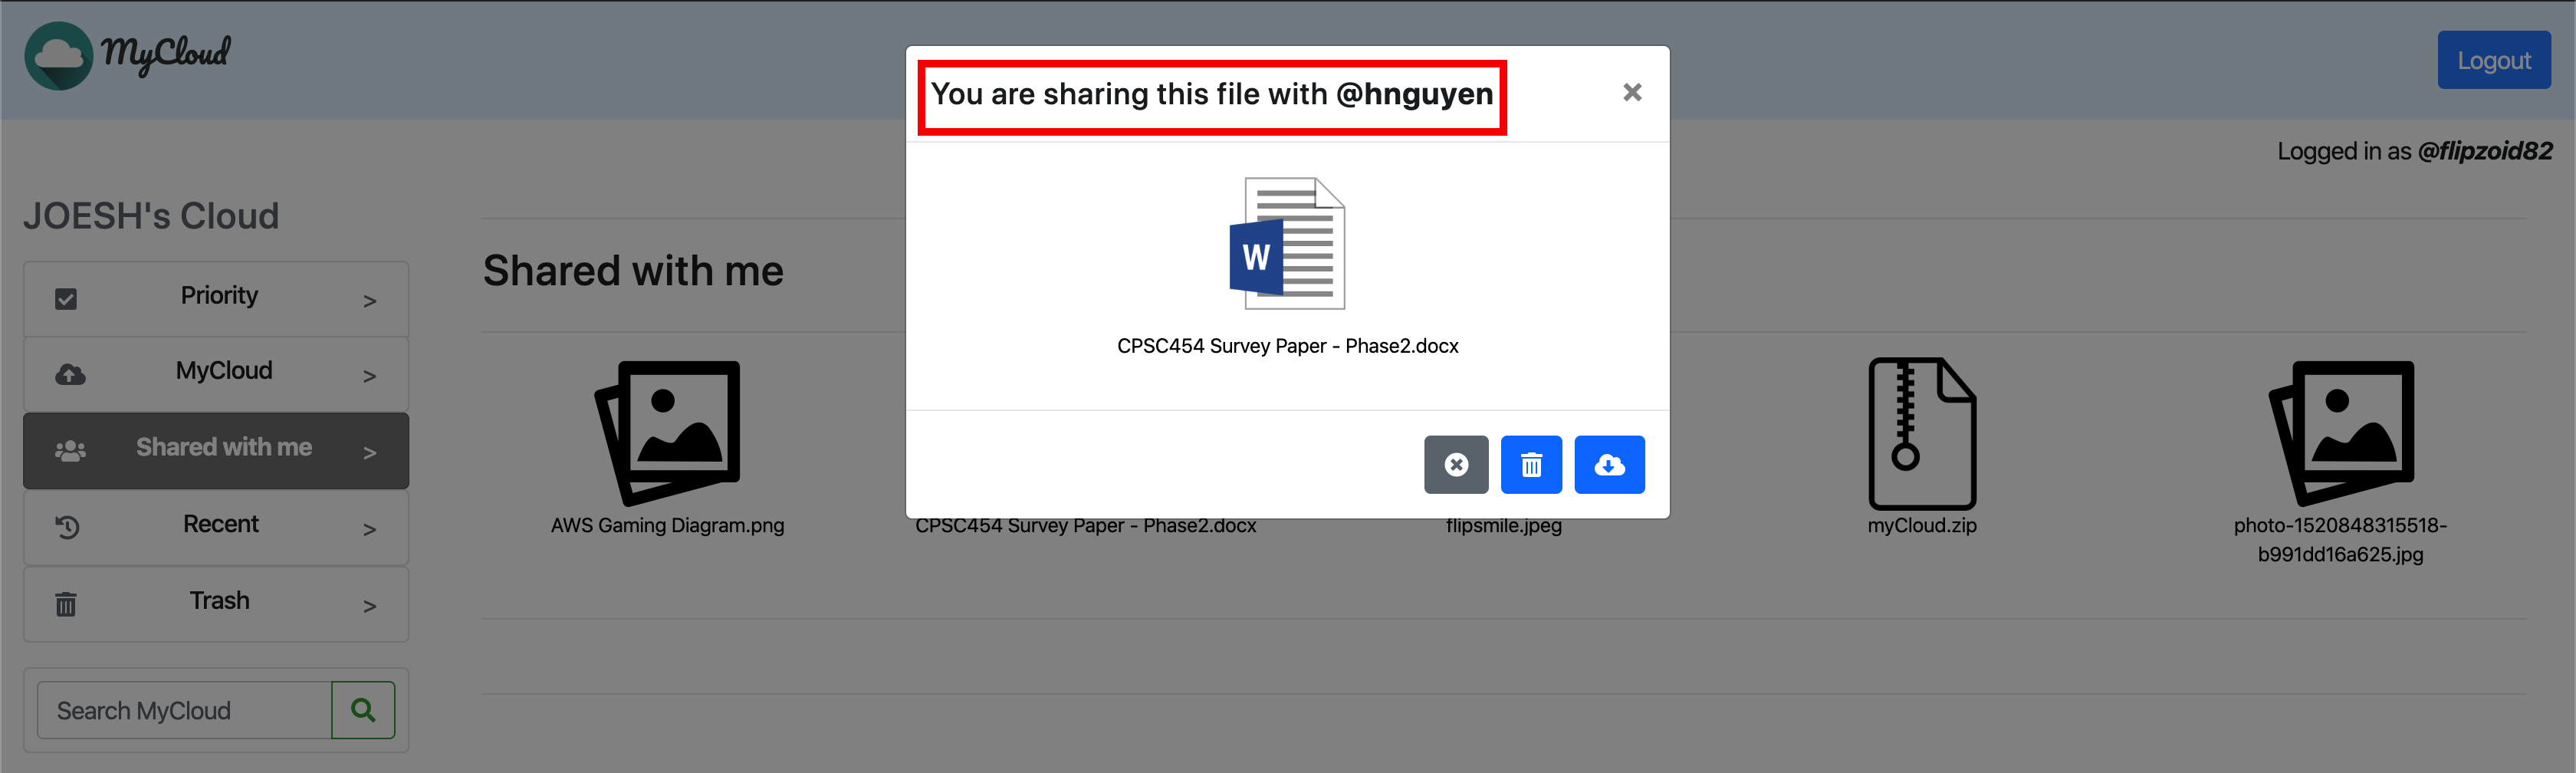 MyCloud
Logout
You are sharing this file with @hnguyen
×
Logged in as @flipzoid82
JOESH's Cloud
Priority >
MyCloud >
Shared with me >
Recent >
Trash >
Search MyCloud
Shared with me
W
CPSC454 Survey Paper - Phase2.docx
AWS Gaming Diagram.png
CPSC454 Survey Paper - Phase2.docx
flipsmile.jpeg
myCloud.zip
photo-1520848315518-
b991dd16a625.jpg